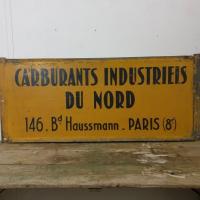 CARBURANTS INDUSTRIELS
DU NORD
146. Bd Haussmann _ PARIS (8e)